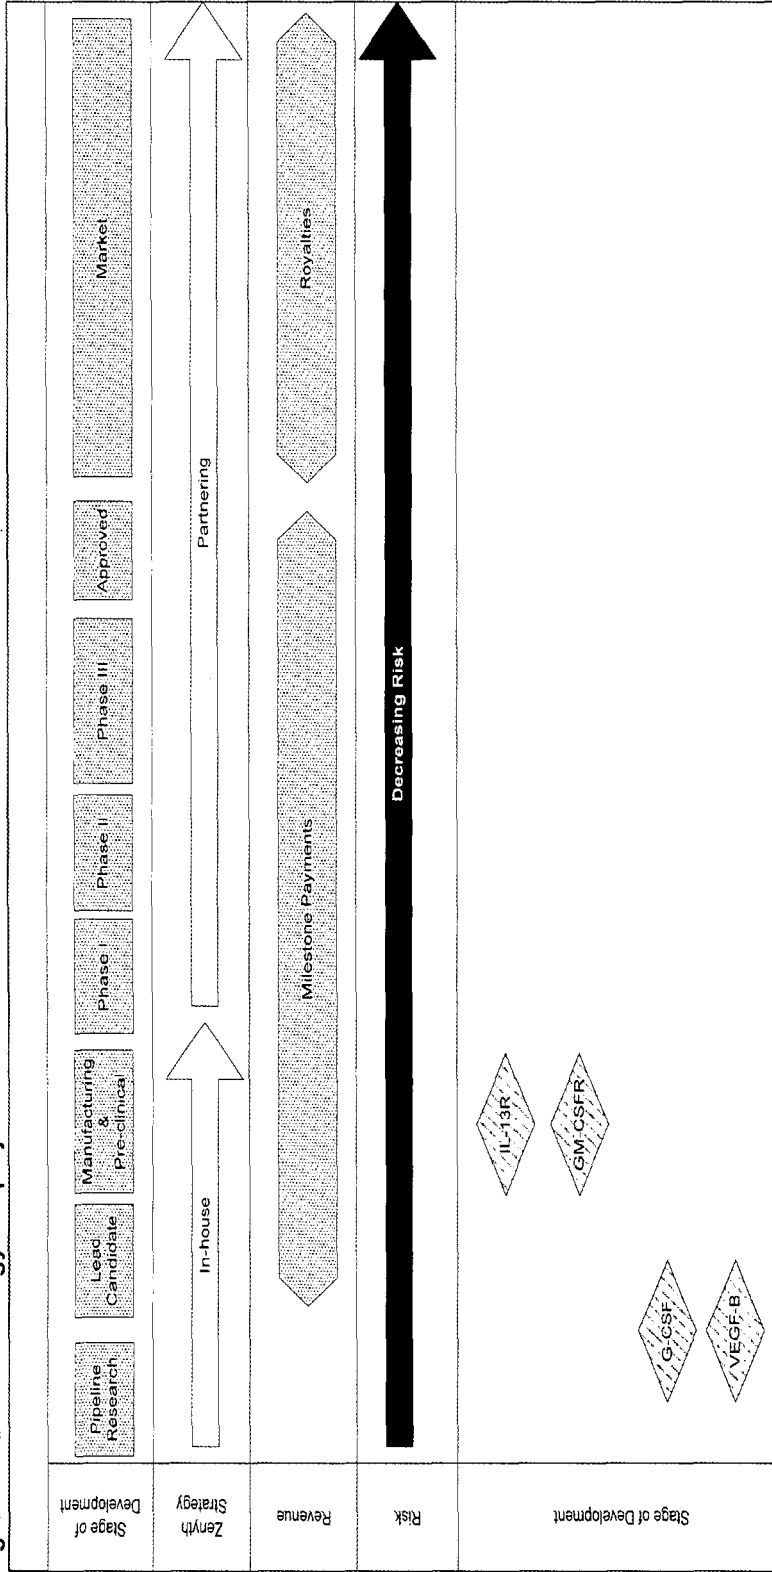 Stage of
Development
Pipeline
Research
Lead
Candidate
Manufacturing
&
Pre-clinical
Phase I
Phase II
Phase III
Approved
Market
Zenyth
Strategy
In-house
Partnering
Revenue
Milestone Payments
Royalties
Risk
Decreasing Risk
Stage of Development
IL-13R
GM-CSFR
G-CSF
VEGF-B